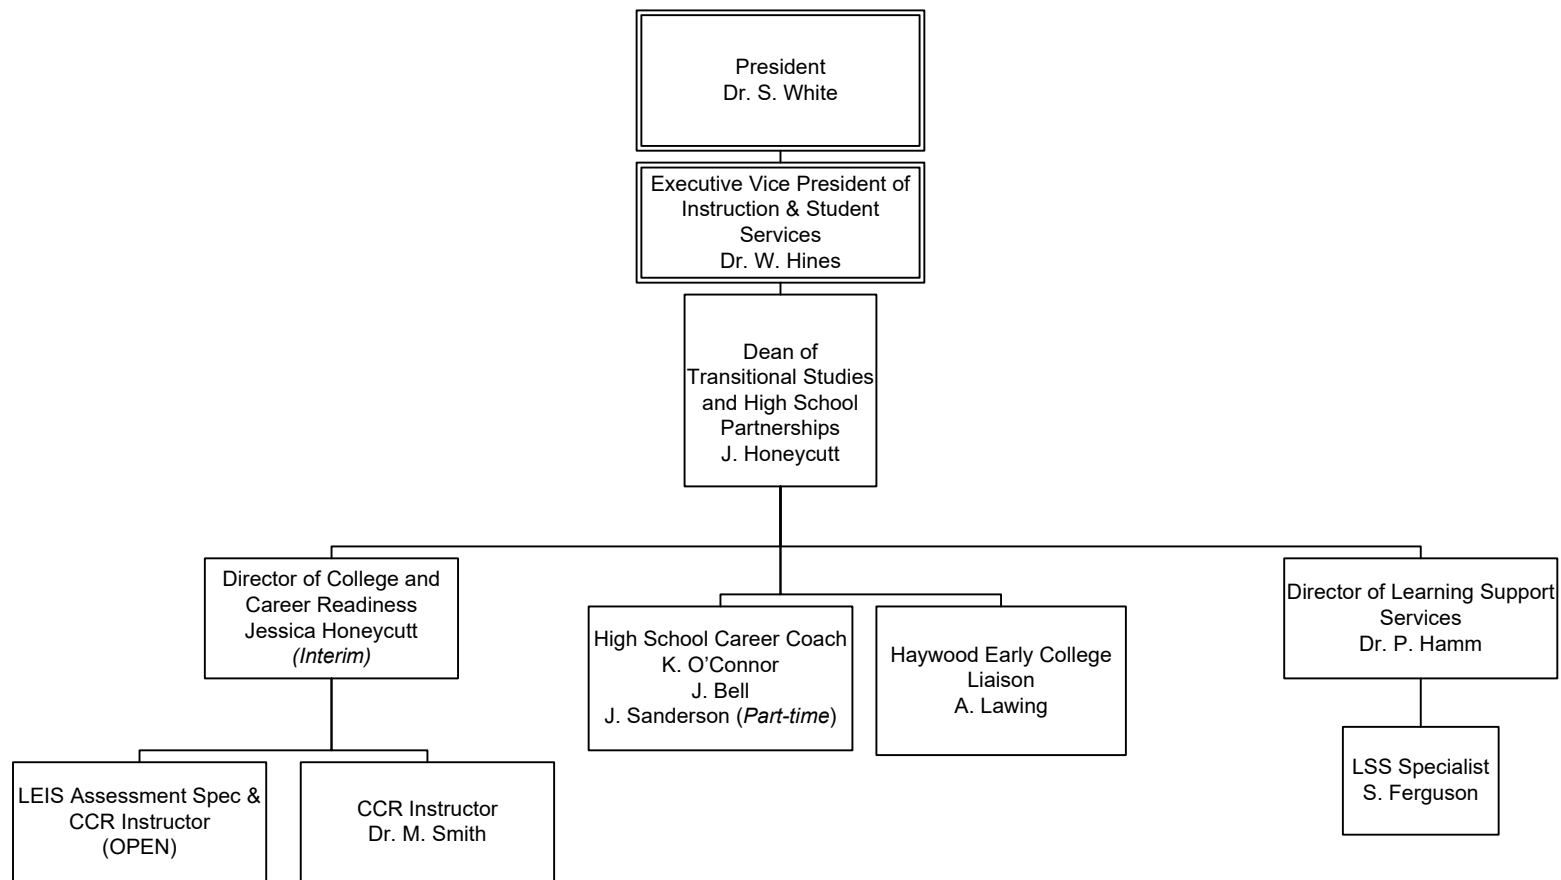 President
Dr. S. White
Executive Vice President of
Instruction & Student
Services
Dr. W. Hines
Dean of
Transitional Studies
and High School
Partnerships
J. Honeycutt
Director of College and
Career Readiness
Jessica Honeycutt
(Interim)
High School Career Coach
K. O’Connor
J. Bell
J. Sanderson (Part-time)
Haywood Early College
Liaison
A. Lawing
Director of Learning Support
Services
Dr. P. Hamm
LEIS Assessment Spec &
CCR Instructor
(OPEN)
CCR Instructor
Dr. M. Smith
LSS Specialist
S. Ferguson